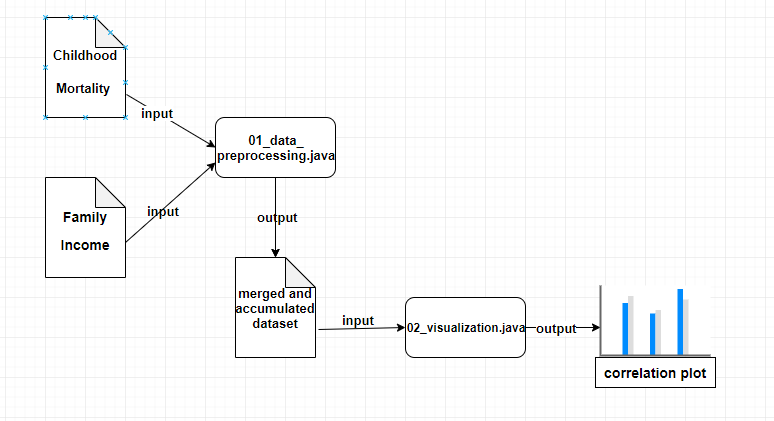 Childhood
Mortality
input
01_data_
preprocessing.java
Family
Income
input
output
merged and
accumulated
dataset
input
02_visualization.java
output
correlation plot